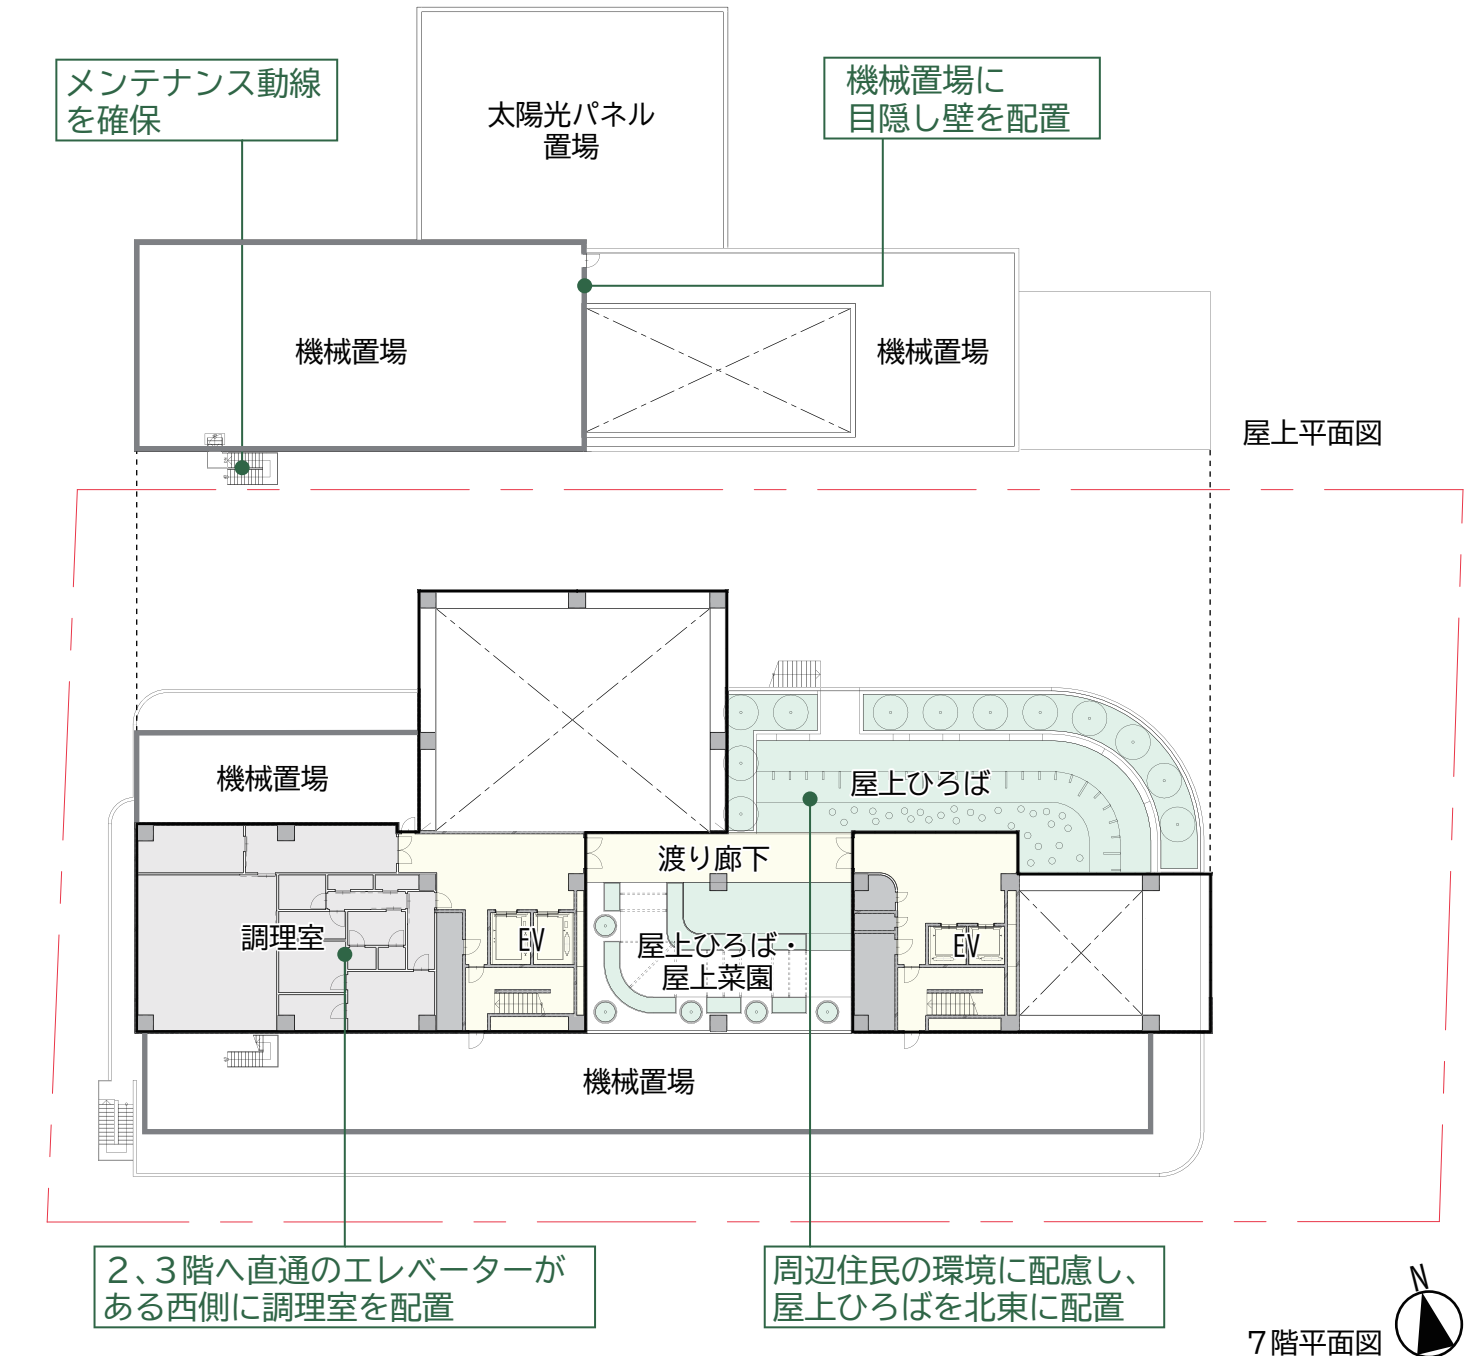 メンテナンス動線
を確保
太陽光パネル
置場
機械置場に
目隠し壁を配置
機械置場
機械置場
屋上平面図
機械置場
屋上ひろば
渡り廊下
調理室
EV
屋上ひろば・
屋上菜園
EV
機械置場
2、3階へ直通のエレベーターが
ある西側に調理室を配置
周辺住民の環境に配慮し、
屋上ひろばを北東に配置
N
7階平面図